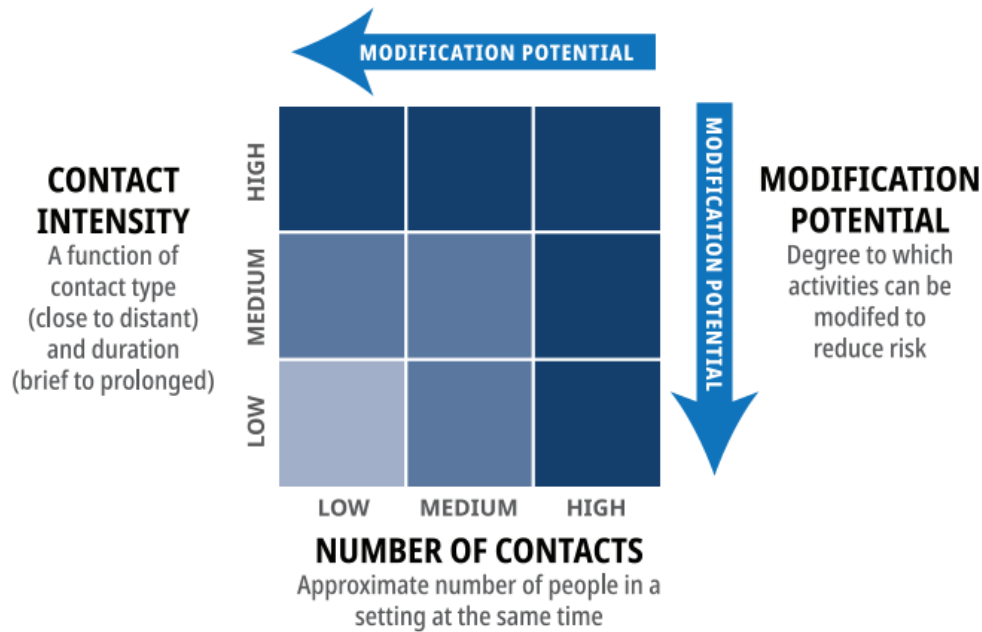 MODIFICATION POTENTIAL
CONTACT
INTENSITY
A function of
contact type
(close to distant)
and duration
(brief to prolonged)
HIGH
MEDIUM
LOW
MODIFICATION POTENTIAL
MODIFICATION
POTENTIAL
Degree to which
activities can be
modifed to
reduce risk
LOW MEDIUM HIGH
NUMBER OF CONTACTS
Approximate number of people in a
setting at the same time